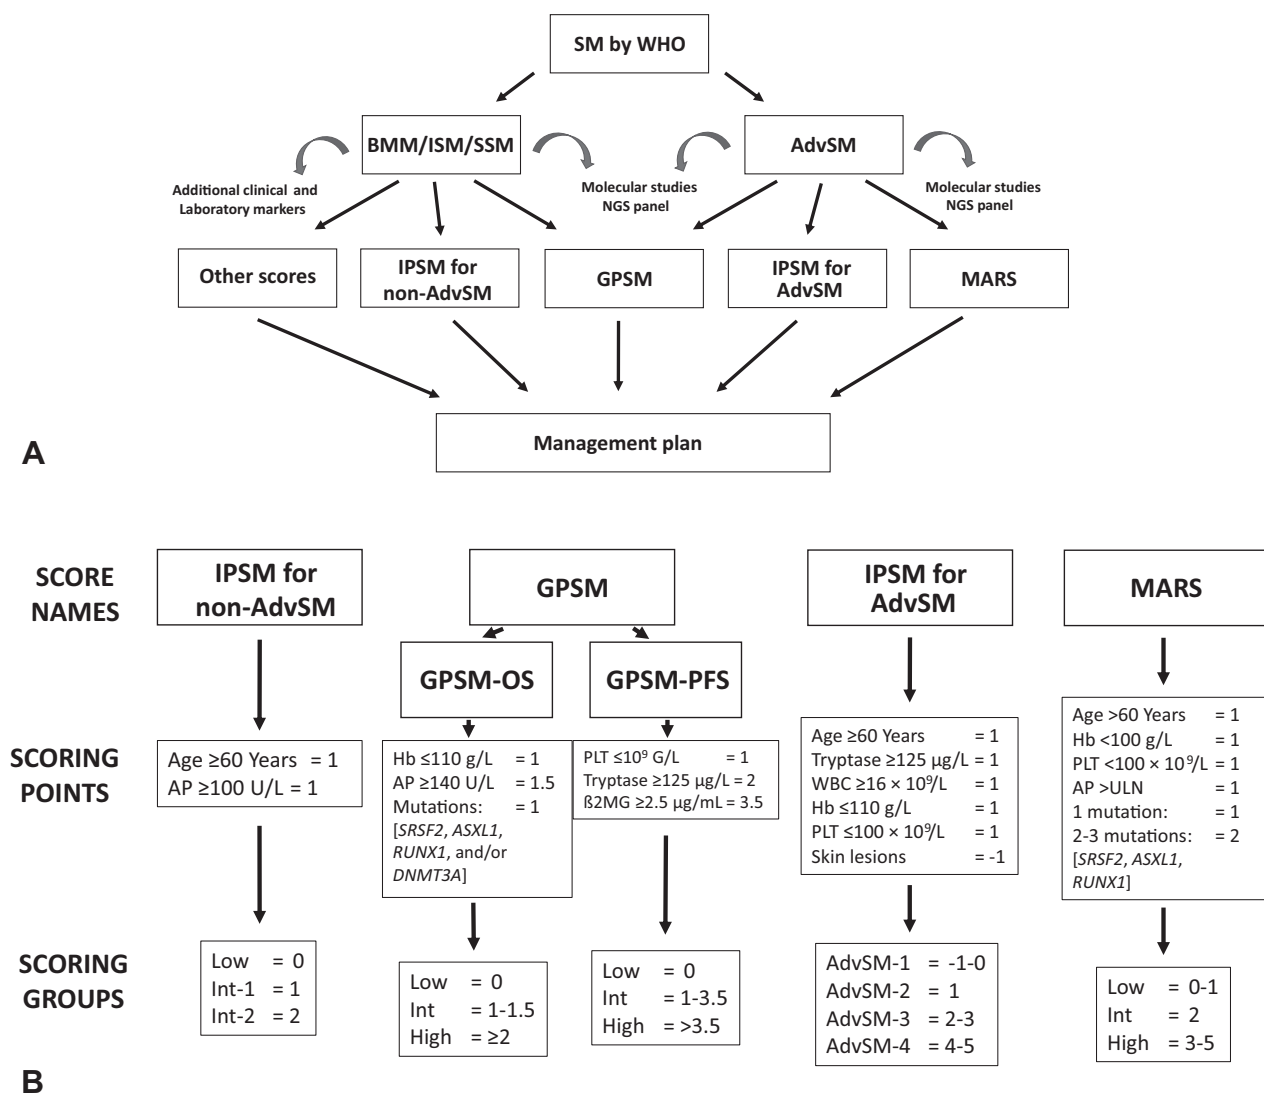 SM by WHO
BMM/ISM/SSM
AdvSM
Additional clinical and
Laboratory markers
Molecular studies
NGS panel
Molecular studies
NGS panel
Other scores
IPSM for
non-AdvSM
GPSM
IPSM for
AdvSM
MARS
Management plan
A
SCORE
NAMES
IPSM for
non-AdvSM
GPSM
GPSM-OS
GPSM-PFS
IPSM for
AdvSM
MARS
SCORING
POINTS
Age ≥60 Years = 1
AP ≥100 U/L = 1
Hb ≤110 g/L = 1
AP ≥140 U/L = 1.5
Mutations: = 1
[SRSF2, ASXL1,
RUNX1, and/or
DNMT3A]
PLT ≤10⁹ G/L = 1
Tryptase ≥125 µg/L = 2
ß2MG ≥2.5 µg/mL = 3.5
Age ≥60 Years = 1
Tryptase ≥125 µg/L = 1
WBC ≥16 × 10⁹/L = 1
Hb ≤110 g/L = 1
PLT ≤100 × 10⁹/L = 1
Skin lesions = -1
Age >60 Years = 1
Hb <100 g/L = 1
PLT <100 × 10⁹/L = 1
AP >ULN = 1
1 mutation: = 1
2-3 mutations: = 2
[SRSF2, ASXL1,
RUNX1]
SCORING
GROUPS
Low = 0
Int-1 = 1
Int-2 = 2
Low = 0
Int = 1-1.5
High = ≥2
Low = 0
Int = 1-3.5
High = >3.5
AdvSM-1 = -1-0
AdvSM-2 = 1
AdvSM-3 = 2-3
AdvSM-4 = 4-5
Low = 0-1
Int = 2
High = 3-5
B